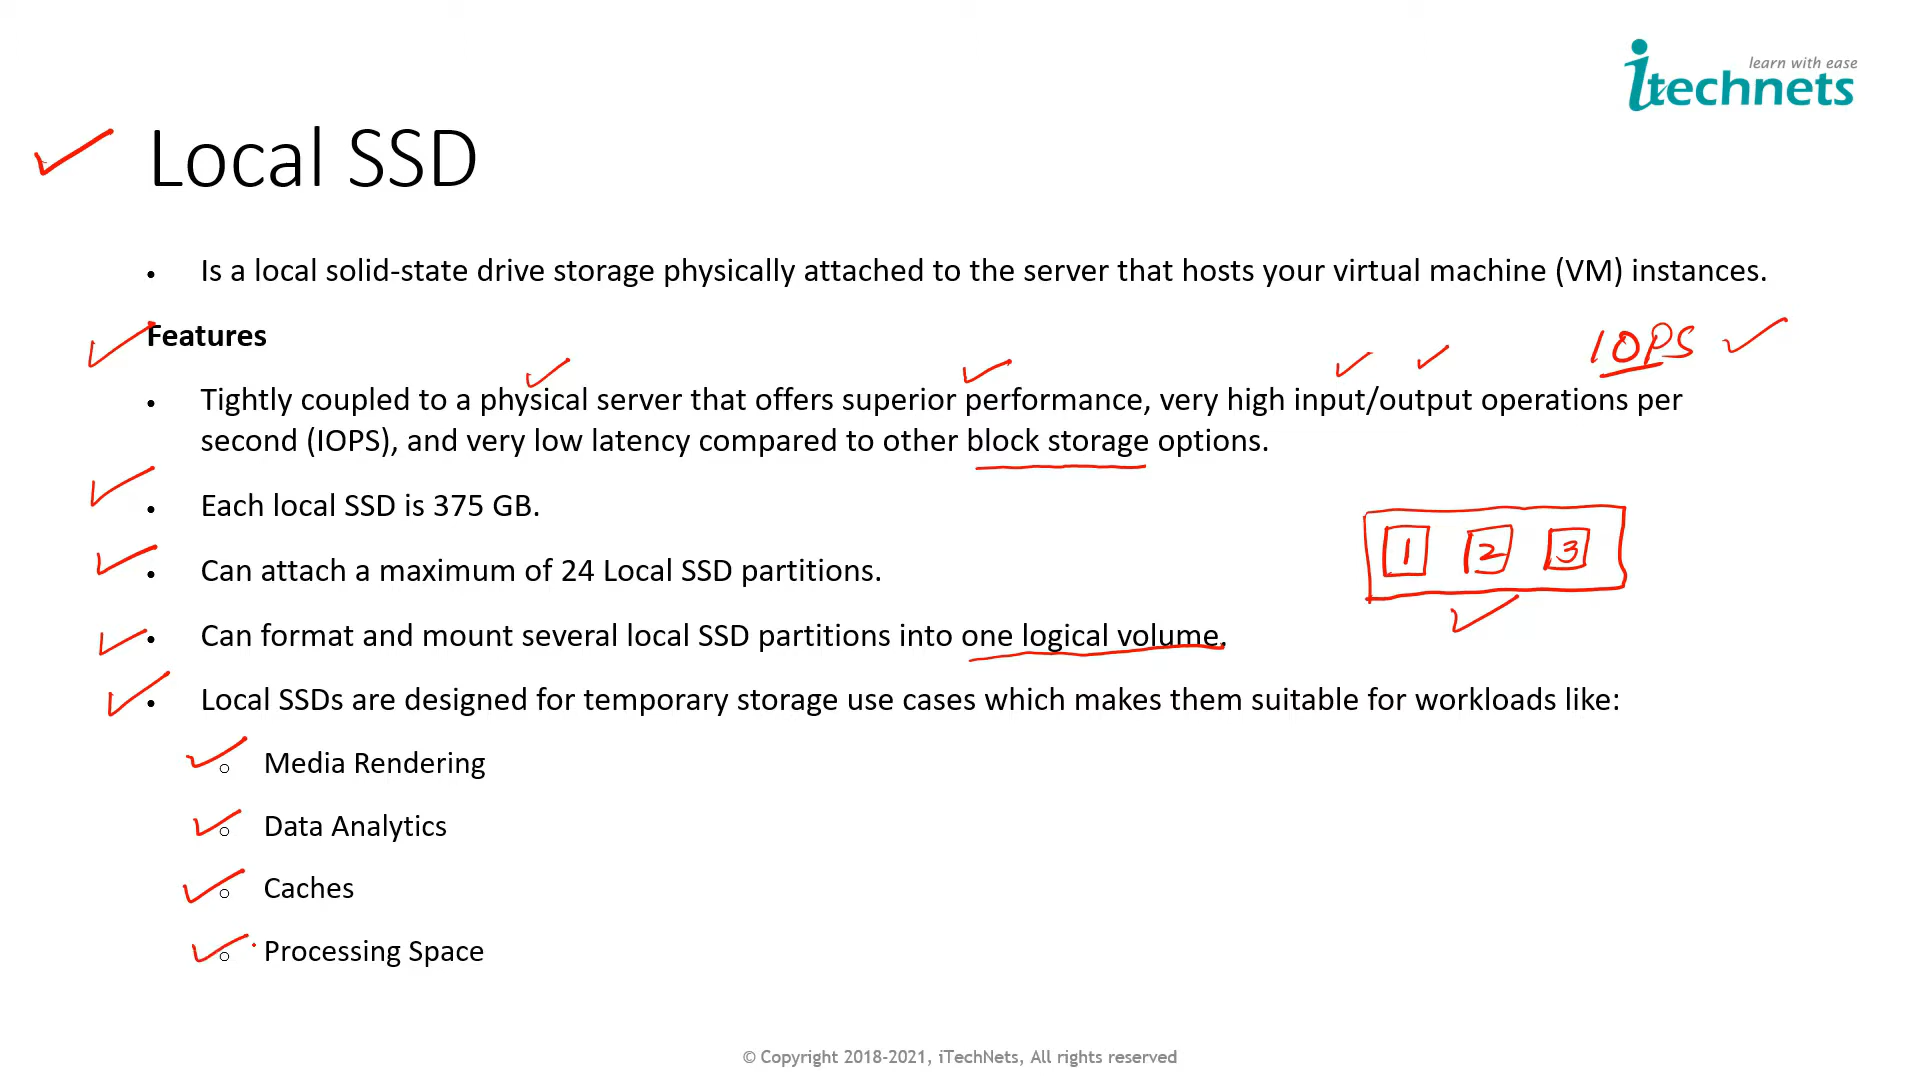 learn with ease
itechnets
Local SSD
• Is a local solid-state drive storage physically attached to the server that hosts your virtual machine (VM) instances.
Features
IOPS
• Tightly coupled to a physical server that offers superior performance, very high input/output operations per
second (IOPS), and very low latency compared to other block storage options.
• Each local SSD is 375 GB.
1 2 3
• Can attach a maximum of 24 Local SSD partitions.
• Can format and mount several local SSD partitions into one logical volume.
• Local SSDs are designed for temporary storage use cases which makes them suitable for workloads like:
○ Media Rendering
○ Data Analytics
○ Caches
○ Processing Space
© Copyright 2018-2021, iTechNets, All rights reserved